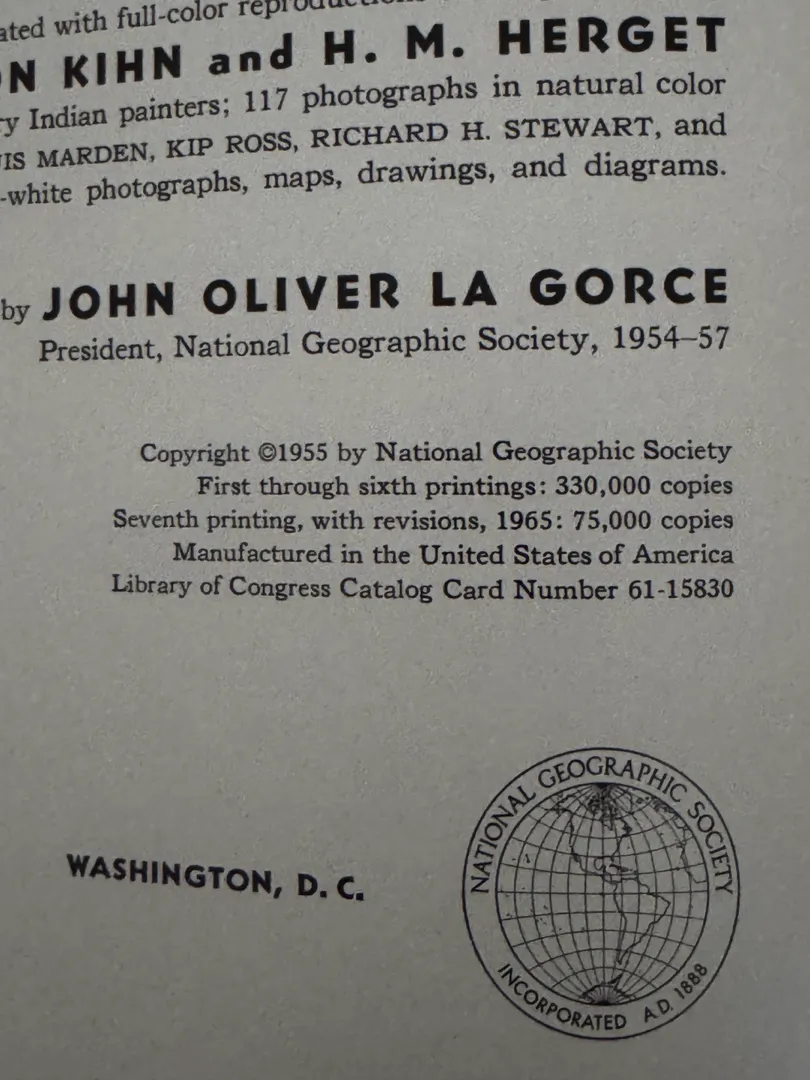 ated with full-color reproductions
ON KIHN and H. M. HERGET
ry Indian painters; 117 photographs in natural color
IS MARDEN, KIP ROSS, RICHARD H. STEWART, and
-white photographs, maps, drawings, and diagrams.
by JOHN OLIVER LA GORCE
President, National Geographic Society, 1954–57
Copyright ©1955 by National Geographic Society
First through sixth printings: 330,000 copies
Seventh printing, with revisions, 1965: 75,000 copies
Manufactured in the United States of America
Library of Congress Catalog Card Number 61-15830
WASHINGTON, D. C.
NATIONAL GEOGRAPHIC SOCIETY
INCORPORATED A.D. 1888